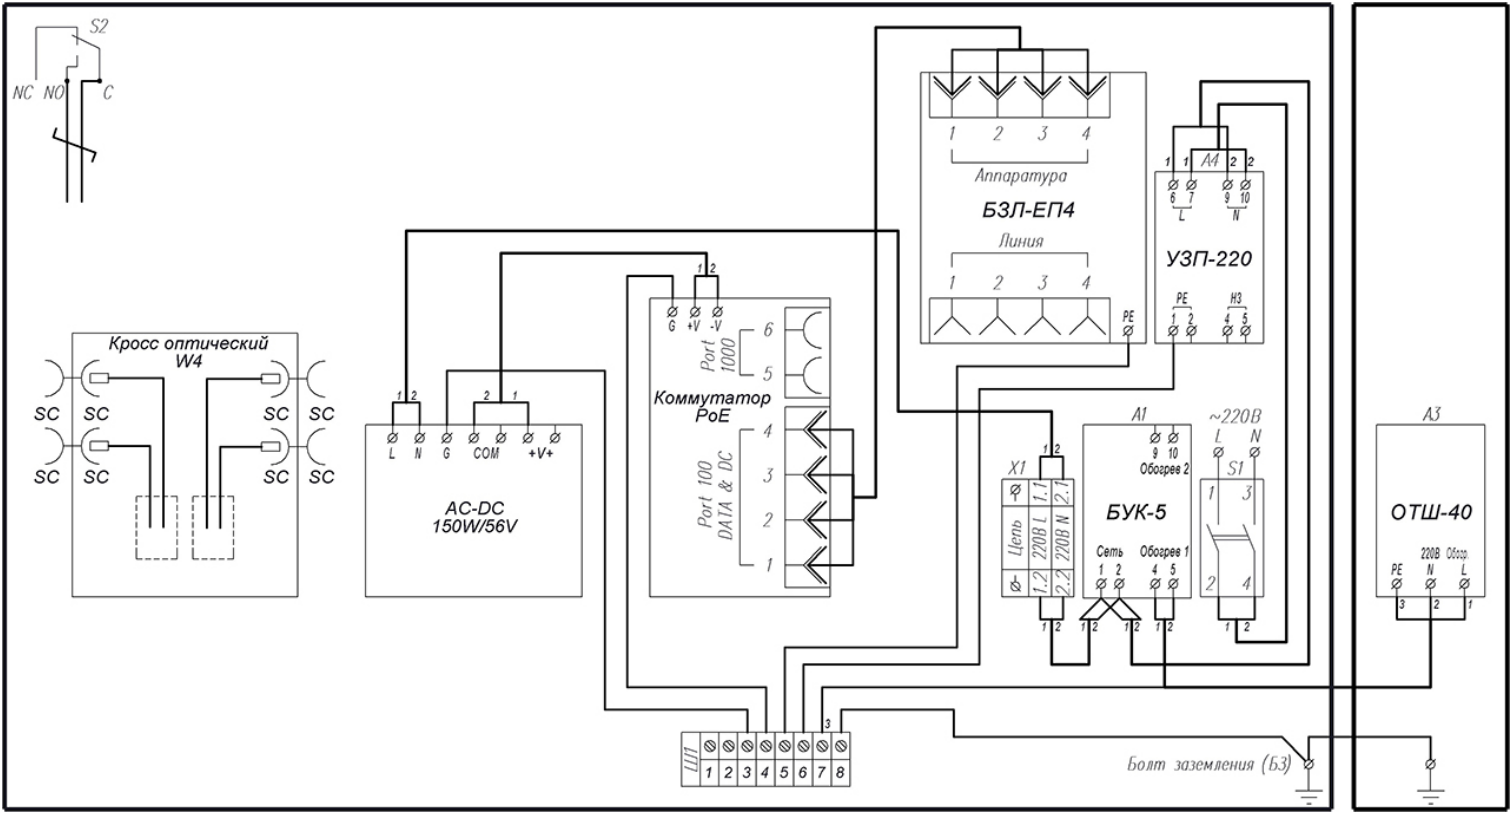 S2
NC NO C
Кросс оптический
W4
SC SC SC SC
SC SC SC SC
1 2 2 1
L N G COM +V+
AC-DC
150W/56V
1 2
G +V -V
Port 1000
6
5
Коммутатор
PoE
Port 100
DATA & DC
4
3
2
1
1 2 3 4
Аппаратура
БЗЛ-ЕП4
Линия
1 2 3 4
PE
1 1 A4 2 2
6 7 9 10
L N
УЗП-220
PE НЗ
1 2 4 5
X1
1 2
1.1 2.1
Цепь
220В L
220В N
1.2 2.2
1 2
A1
9 10
Обогрев 2
БУК-5
Сеть Обогрев 1
1 2 4 5
1 2 1 2 1 2
~220В
L N
S1
1 3
2 4
1 2
A3
ОТШ-40
220В Обогр.
PE N L
3 2 1
Ш1
3
1 2 3 4 5 6 7 8
Болт заземления (БЗ)